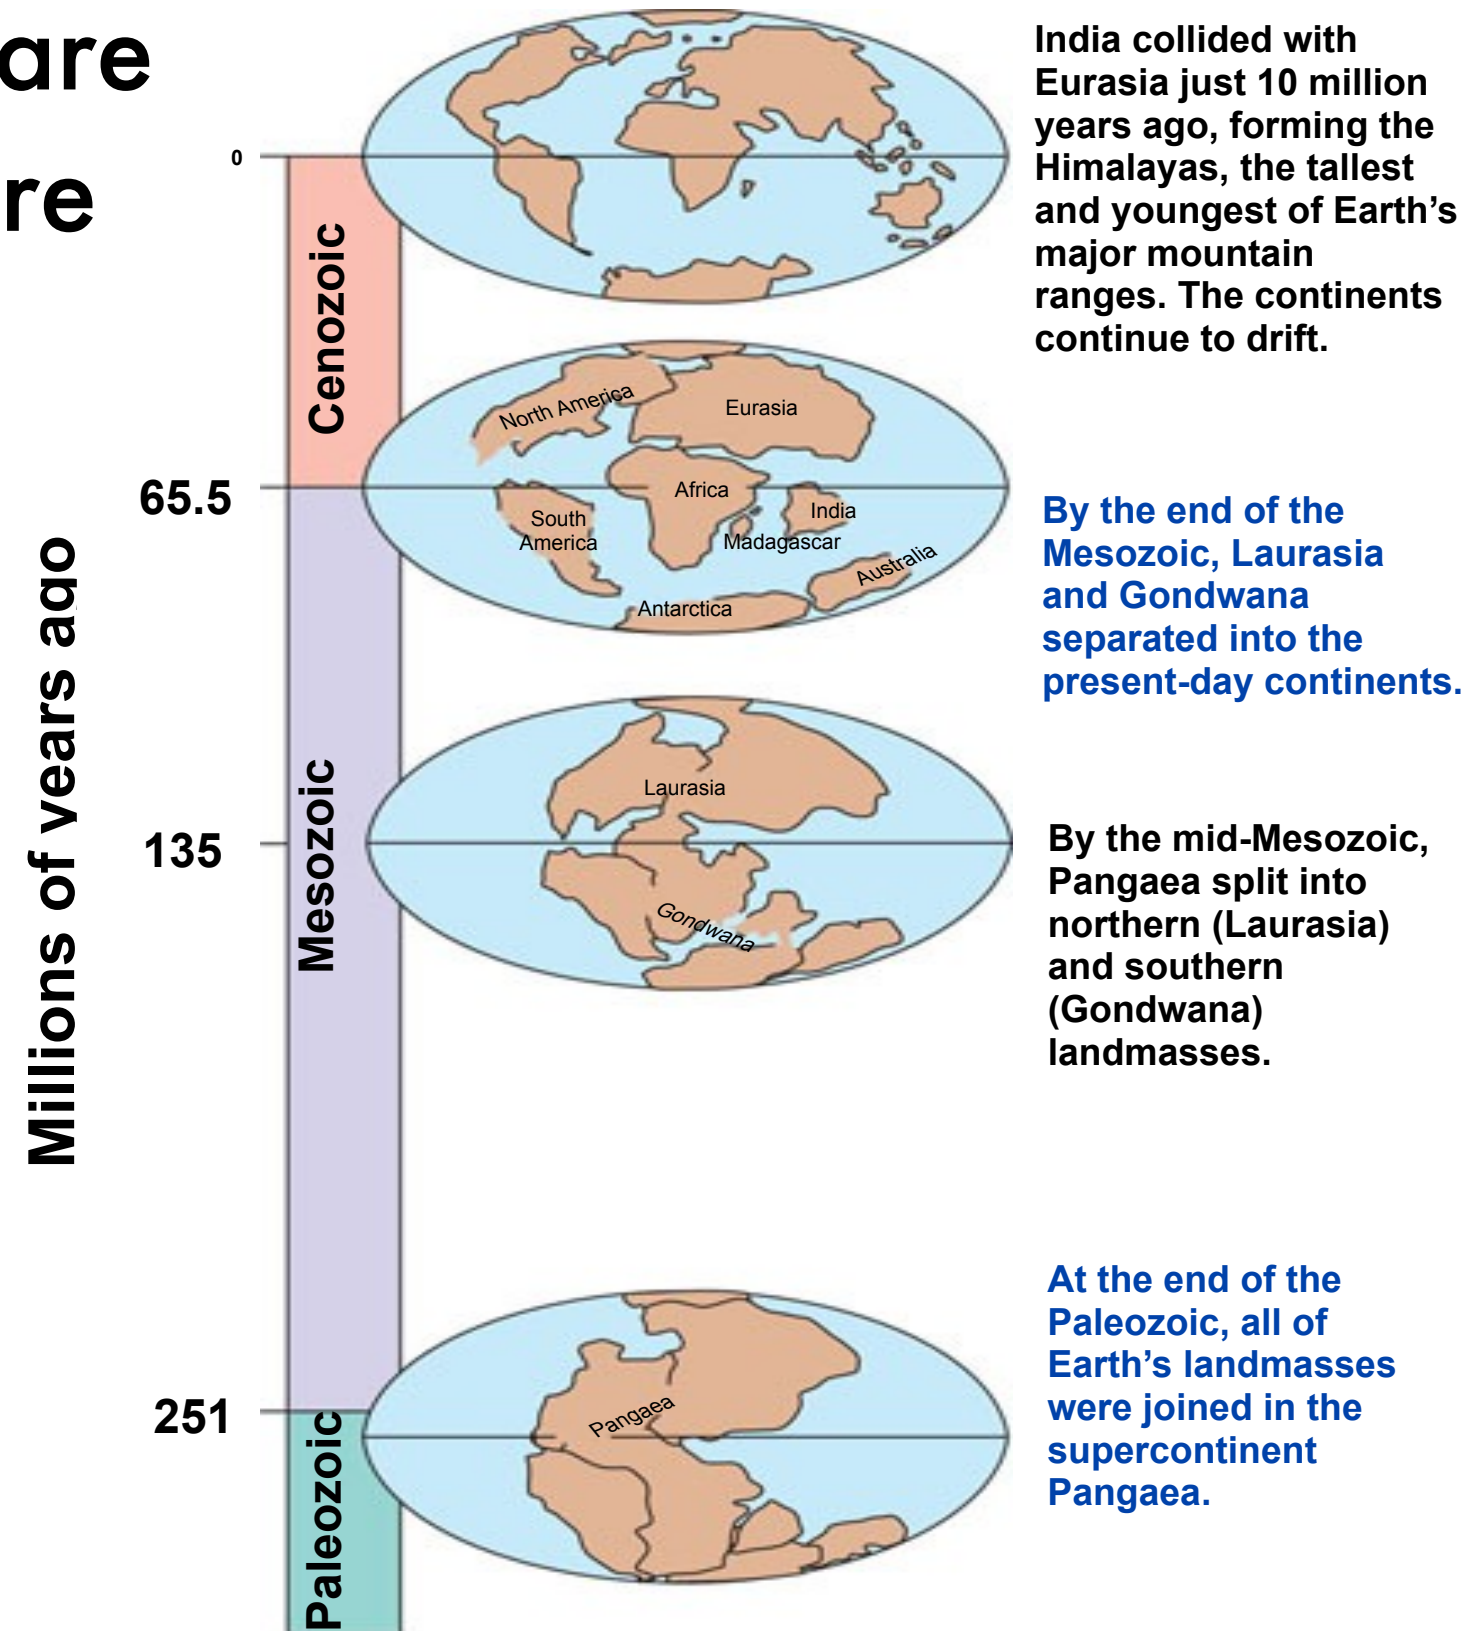 are
re
India collided with
Eurasia just 10 million
years ago, forming the
Himalayas, the tallest
and youngest of Earth’s
major mountain
ranges. The continents
continue to drift.
0
Cenozoic
North America
Eurasia
Africa
South
America
India
Madagascar
Australia
Antarctica
65.5
By the end of the
Mesozoic, Laurasia
and Gondwana
separated into the
present-day continents.
Millions of years ago
Mesozoic
Laurasia
Gondwana
135
By the mid-Mesozoic,
Pangaea split into
northern (Laurasia)
and southern
(Gondwana)
landmasses.
251
Pangaea
Paleozoic
At the end of the
Paleozoic, all of
Earth’s landmasses
were joined in the
supercontinent
Pangaea.